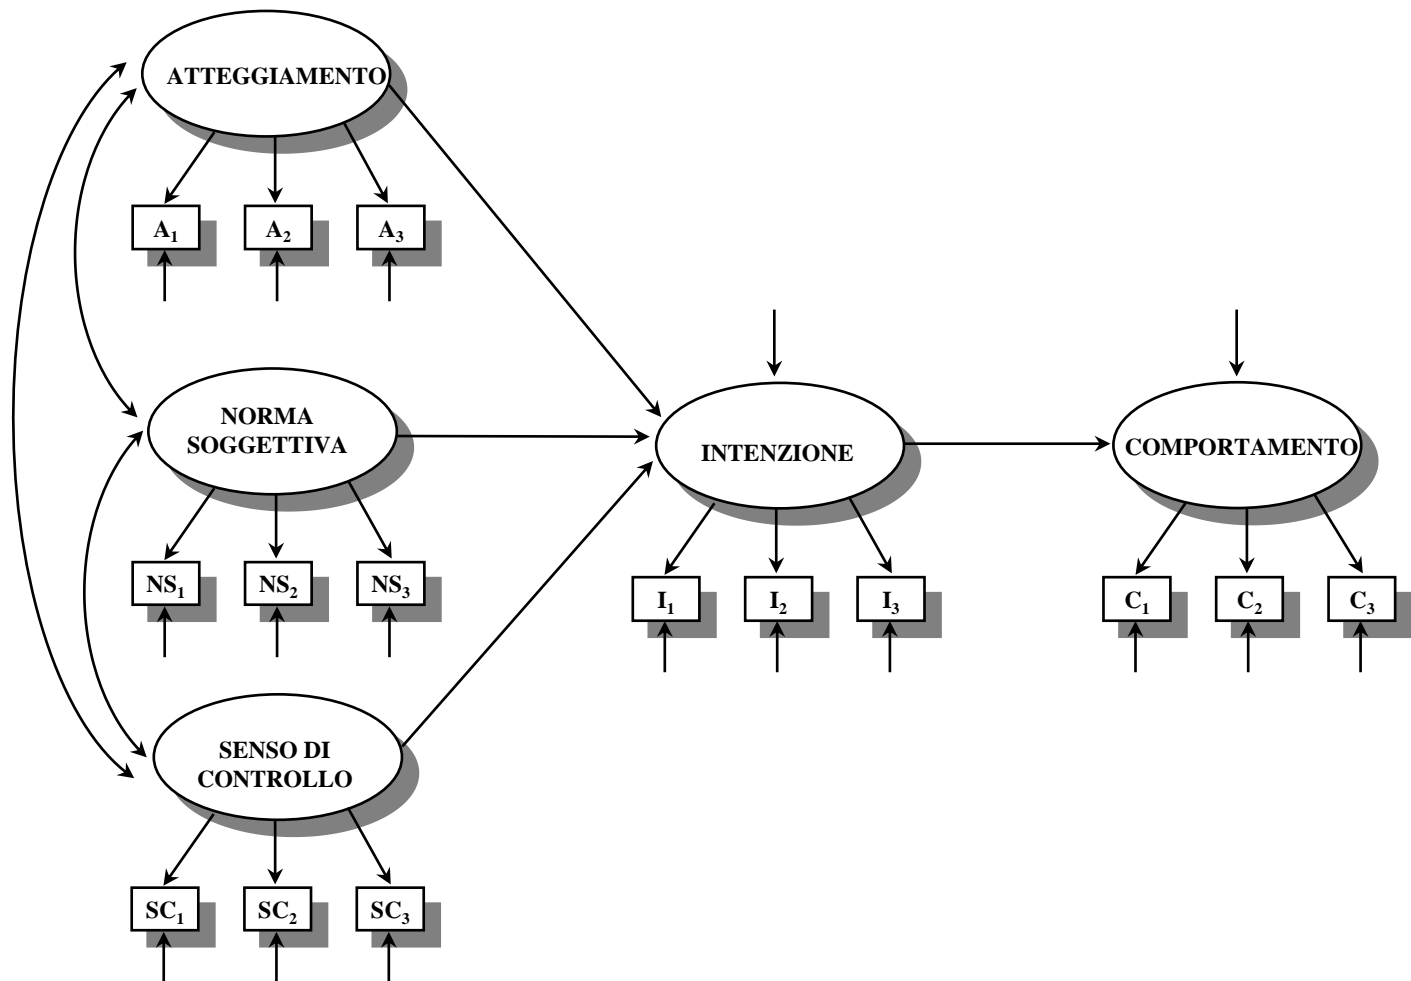 ATTEGGIAMENTO
A₁ A₂ A₃
NORMA
SOGGETTIVA
INTENZIONE
COMPORTAMENTO
NS₁ NS₂ NS₃
I₁ I₂ I₃
C₁ C₂ C₃
SENSO DI
CONTROLLO
SC₁ SC₂ SC₃